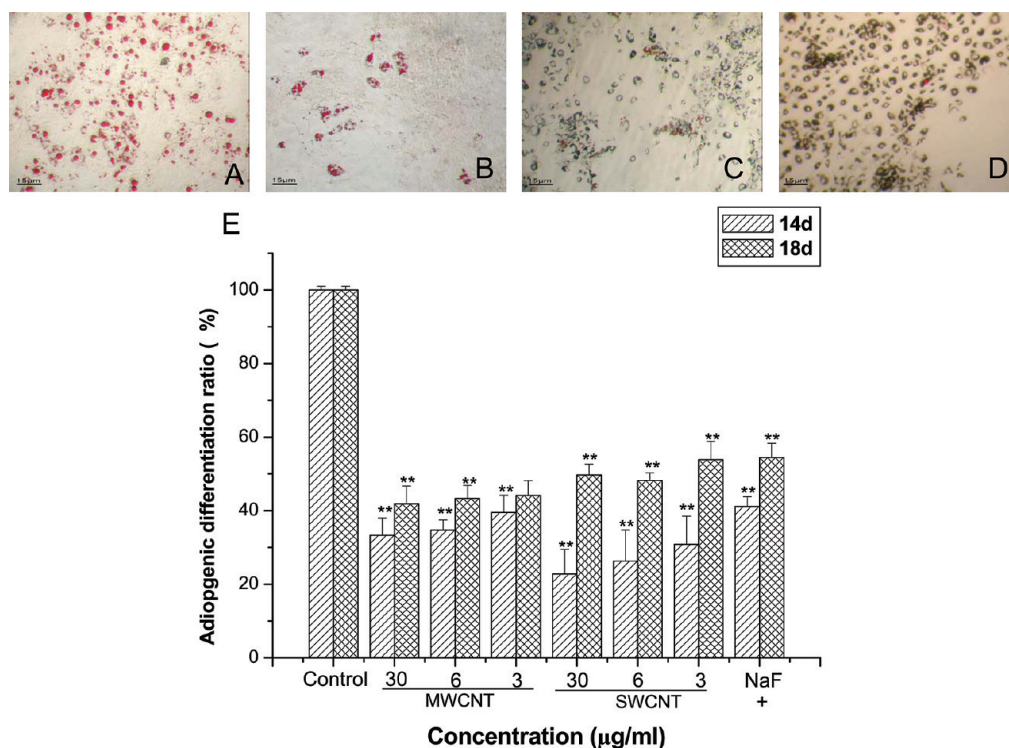 A
15μm
B
15μm
C
15μm
D
15μm
E
14d
18d
Adiopgenic differentiation ratio ( %)
100
80
60
40
20
0
**
**
**
**
**
**
**
**
**
**
**
**
**
Control
30
6
3
30
6
3
NaF
+
MWCNT
SWCNT
Concentration (μg/ml)